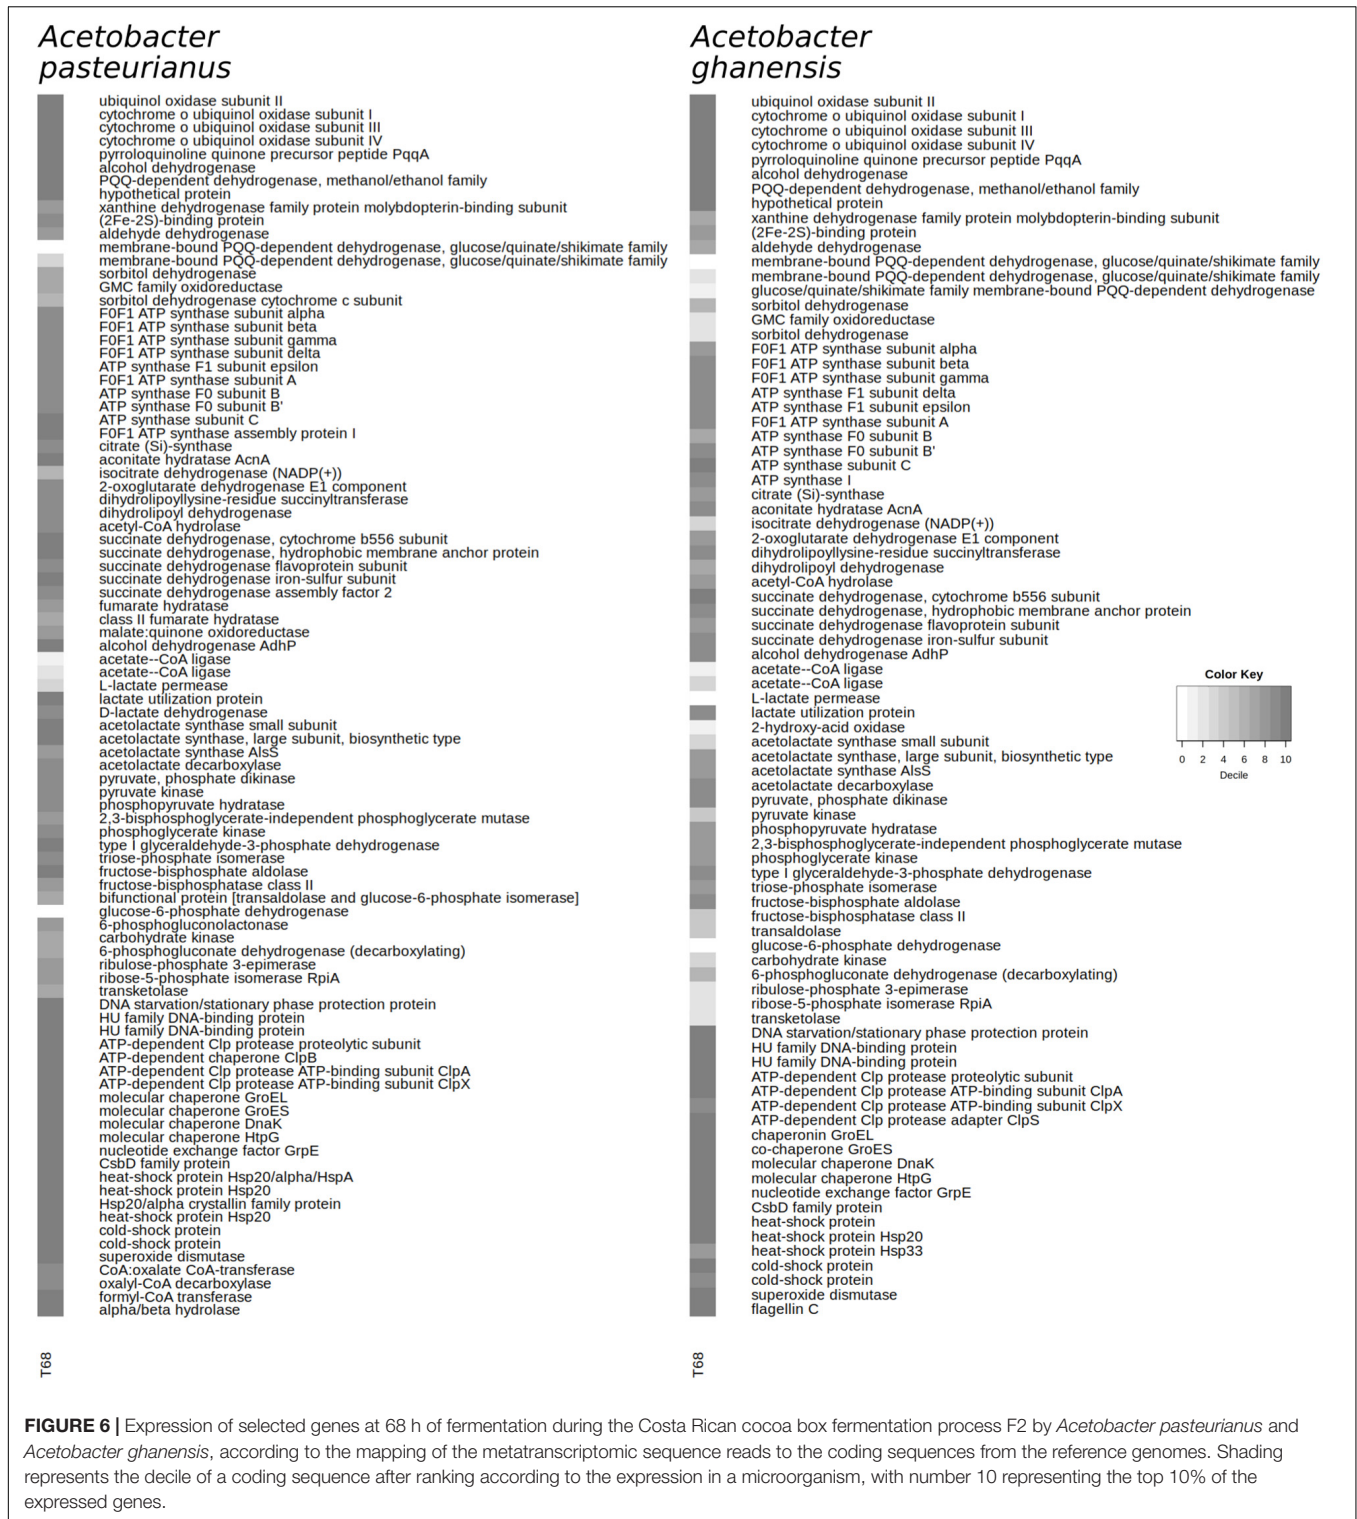 Acetobacter
pasteurianus
ubiquinol oxidase subunit II
cytochrome o ubiquinol oxidase subunit I
cytochrome o ubiquinol oxidase subunit III
cytochrome o ubiquinol oxidase subunit IV
pyrroloquinoline quinone precursor peptide PqqA
alcohol dehydrogenase
PQQ-dependent dehydrogenase, methanol/ethanol family
hypothetical protein
xanthine dehydrogenase family protein molybdopterin-binding subunit
(2Fe-2S)-binding protein
aldehyde dehydrogenase
membrane-bound PQQ-dependent dehydrogenase, glucose/quinate/shikimate family
membrane-bound PQQ-dependent dehydrogenase, glucose/quinate/shikimate family
sorbitol dehydrogenase
GMC family oxidoreductase
sorbitol dehydrogenase cytochrome c subunit
F0F1 ATP synthase subunit alpha
F0F1 ATP synthase subunit beta
F0F1 ATP synthase subunit gamma
F0F1 ATP synthase subunit delta
ATP synthase F1 subunit epsilon
F0F1 ATP synthase subunit A
ATP synthase F0 subunit B
ATP synthase F0 subunit B'
ATP synthase subunit C
F0F1 ATP synthase assembly protein I
citrate (Si)-synthase
aconitate hydratase AcnA
isocitrate dehydrogenase (NADP(+))
2-oxoglutarate dehydrogenase E1 component
dihydrolipoyllysine-residue succinyltransferase
dihydrolipoyl dehydrogenase
acetyl-CoA hydrolase
succinate dehydrogenase, cytochrome b556 subunit
succinate dehydrogenase, hydrophobic membrane anchor protein
succinate dehydrogenase flavoprotein subunit
succinate dehydrogenase iron-sulfur subunit
succinate dehydrogenase assembly factor 2
fumarate hydratase
class II fumarate hydratase
malate:quinone oxidoreductase
alcohol dehydrogenase AdhP
acetate--CoA ligase
acetate--CoA ligase
L-lactate permease
lactate utilization protein
D-lactate dehydrogenase
acetolactate synthase small subunit
acetolactate synthase, large subunit, biosynthetic type
acetolactate synthase AlsS
acetolactate decarboxylase
pyruvate, phosphate dikinase
pyruvate kinase
phosphopyruvate hydratase
2,3-bisphosphoglycerate-independent phosphoglycerate mutase
phosphoglycerate kinase
type I glyceraldehyde-3-phosphate dehydrogenase
triose-phosphate isomerase
fructose-bisphosphate aldolase
fructose-bisphosphatase class II
bifunctional protein [transaldolase and glucose-6-phosphate isomerase]
glucose-6-phosphate dehydrogenase
6-phosphogluconolactonase
carbohydrate kinase
6-phosphogluconate dehydrogenase (decarboxylating)
ribulose-phosphate 3-epimerase
ribose-5-phosphate isomerase RpiA
transketolase
DNA starvation/stationary phase protection protein
HU family DNA-binding protein
HU family DNA-binding protein
ATP-dependent Clp protease proteolytic subunit
ATP-dependent chaperone ClpB
ATP-dependent Clp protease ATP-binding subunit ClpA
ATP-dependent Clp protease ATP-binding subunit ClpX
molecular chaperone GroEL
molecular chaperone GroES
molecular chaperone DnaK
molecular chaperone HtpG
nucleotide exchange factor GrpE
CsbD family protein
heat-shock protein Hsp20/alpha/HspA
heat-shock protein Hsp20
Hsp20/alpha crystallin family protein
heat-shock protein Hsp20
cold-shock protein
cold-shock protein
superoxide dismutase
CoA:oxalate CoA-transferase
oxalyl-CoA decarboxylase
formyl-CoA transferase
alpha/beta hydrolase
T68
Acetobacter
ghanensis
ubiquinol oxidase subunit II
cytochrome o ubiquinol oxidase subunit I
cytochrome o ubiquinol oxidase subunit III
cytochrome o ubiquinol oxidase subunit IV
pyrroloquinoline quinone precursor peptide PqqA
alcohol dehydrogenase
PQQ-dependent dehydrogenase, methanol/ethanol family
hypothetical protein
xanthine dehydrogenase family protein molybdopterin-binding subunit
(2Fe-2S)-binding protein
aldehyde dehydrogenase
membrane-bound PQQ-dependent dehydrogenase, glucose/quinate/shikimate family
membrane-bound PQQ-dependent dehydrogenase, glucose/quinate/shikimate family
glucose/quinate/shikimate family membrane-bound PQQ-dependent dehydrogenase
sorbitol dehydrogenase
GMC family oxidoreductase
sorbitol dehydrogenase
F0F1 ATP synthase subunit alpha
F0F1 ATP synthase subunit beta
F0F1 ATP synthase subunit gamma
ATP synthase F1 subunit delta
ATP synthase F1 subunit epsilon
F0F1 ATP synthase subunit A
ATP synthase F0 subunit B
ATP synthase F0 subunit B'
ATP synthase subunit C
ATP synthase I
citrate (Si)-synthase
aconitate hydratase AcnA
isocitrate dehydrogenase (NADP(+))
2-oxoglutarate dehydrogenase E1 component
dihydrolipoyllysine-residue succinyltransferase
dihydrolipoyl dehydrogenase
acetyl-CoA hydrolase
succinate dehydrogenase, cytochrome b556 subunit
succinate dehydrogenase, hydrophobic membrane anchor protein
succinate dehydrogenase flavoprotein subunit
succinate dehydrogenase iron-sulfur subunit
alcohol dehydrogenase AdhP
acetate--CoA ligase
acetate--CoA ligase
L-lactate permease
lactate utilization protein
2-hydroxy-acid oxidase
acetolactate synthase small subunit
acetolactate synthase, large subunit, biosynthetic type
acetolactate synthase AlsS
acetolactate decarboxylase
pyruvate, phosphate dikinase
pyruvate kinase
phosphopyruvate hydratase
2,3-bisphosphoglycerate-independent phosphoglycerate mutase
phosphoglycerate kinase
type I glyceraldehyde-3-phosphate dehydrogenase
triose-phosphate isomerase
fructose-bisphosphate aldolase
fructose-bisphosphatase class II
transaldolase
glucose-6-phosphate dehydrogenase
carbohydrate kinase
6-phosphogluconate dehydrogenase (decarboxylating)
ribulose-phosphate 3-epimerase
ribose-5-phosphate isomerase RpiA
transketolase
DNA starvation/stationary phase protection protein
HU family DNA-binding protein
HU family DNA-binding protein
ATP-dependent Clp protease proteolytic subunit
ATP-dependent Clp protease ATP-binding subunit ClpA
ATP-dependent Clp protease ATP-binding subunit ClpX
ATP-dependent Clp protease adapter ClpS
chaperonin GroEL
co-chaperone GroES
molecular chaperone DnaK
molecular chaperone HtpG
nucleotide exchange factor GrpE
CsbD family protein
heat-shock protein
heat-shock protein Hsp20
heat-shock protein Hsp33
cold-shock protein
cold-shock protein
superoxide dismutase
flagellin C
T68
Color Key
0 2 4 6 8 10
Decile
FIGURE 6 | Expression of selected genes at 68 h of fermentation during the Costa Rican cocoa box fermentation process F2 by Acetobacter pasteurianus and
Acetobacter ghanensis, according to the mapping of the metatranscriptomic sequence reads to the coding sequences from the reference genomes. Shading
represents the decile of a coding sequence after ranking according to the expression in a microorganism, with number 10 representing the top 10% of the
expressed genes.